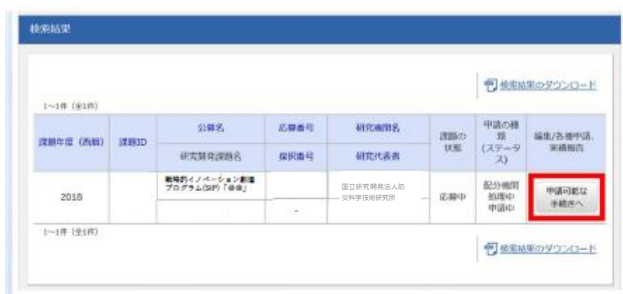 検索結果
検索結果のダウンロード
1～1件 (全1件)
課題年度 (西暦)
課題ID
公募名
研究開発課題名
応募番号
採択番号
研究機関名
研究代表者
課題の
状態
申請の種
類
(ステータ
ス)
編集/各種申請、
実績報告
2018
戦略的イノベーション創造
プログラム(SIP)「@@」
-
国立研究開発法人防
災科学技術研究所
応募中
配分機関
処理中
申請中
申請可能な
手続きへ
1～1件 (全1件)
検索結果のダウンロード